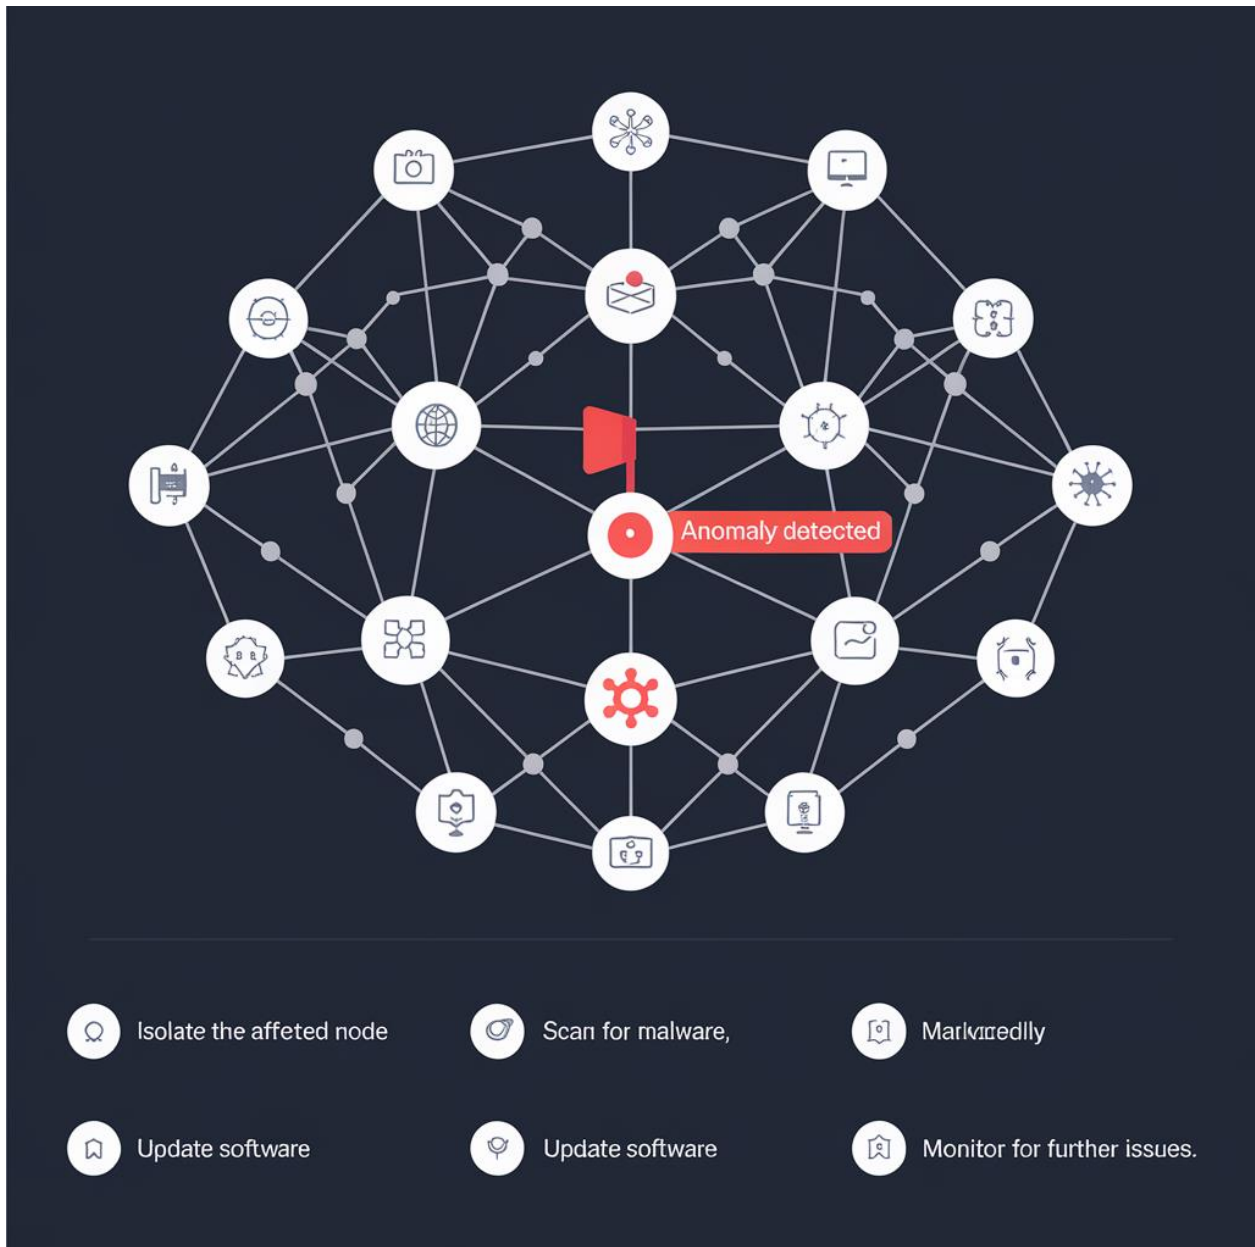 Anomaly detected
Isolate the affeted node
Scan for malware,
Update software
Update software
Monitor for further issues.